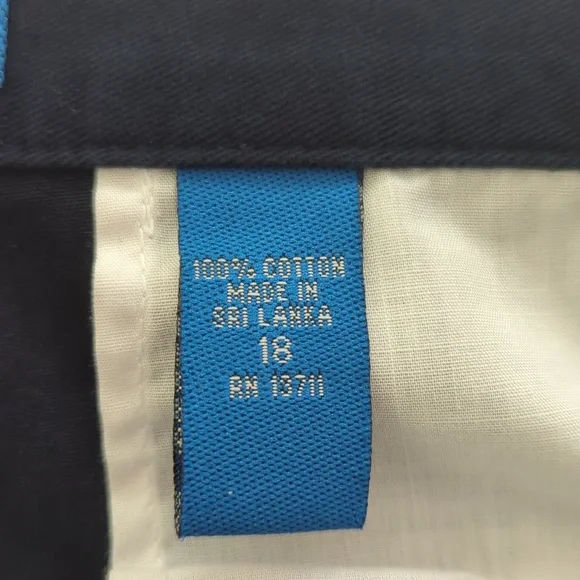 100% COTTON
MADE IN
SRI LANKA
18
RN 13711